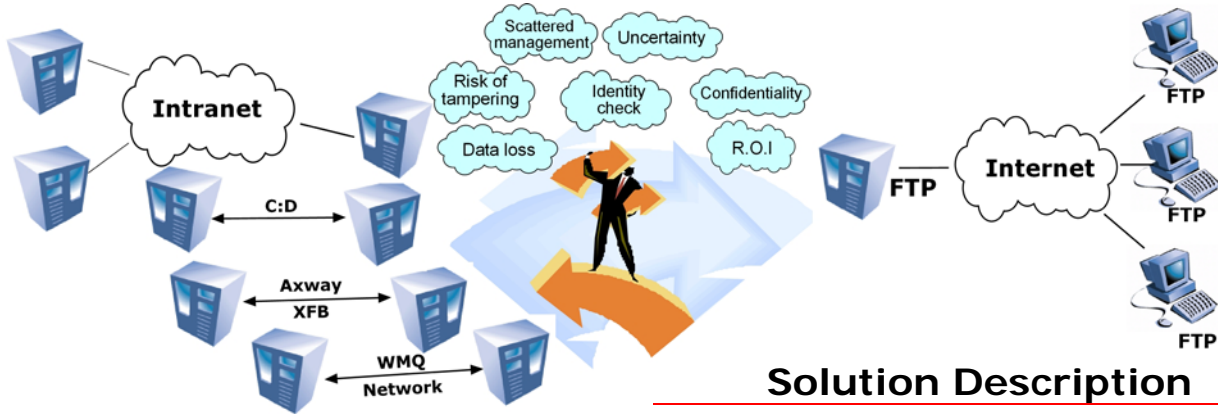 Scattered
management
Uncertainty
Risk of
tampering
Identity
check
Confidentiality
Data loss
R.O.I
Intranet
C:D
Axway
XFB
WMQ
Network
FTP
Internet
FTP
FTP
FTP
Solution Description